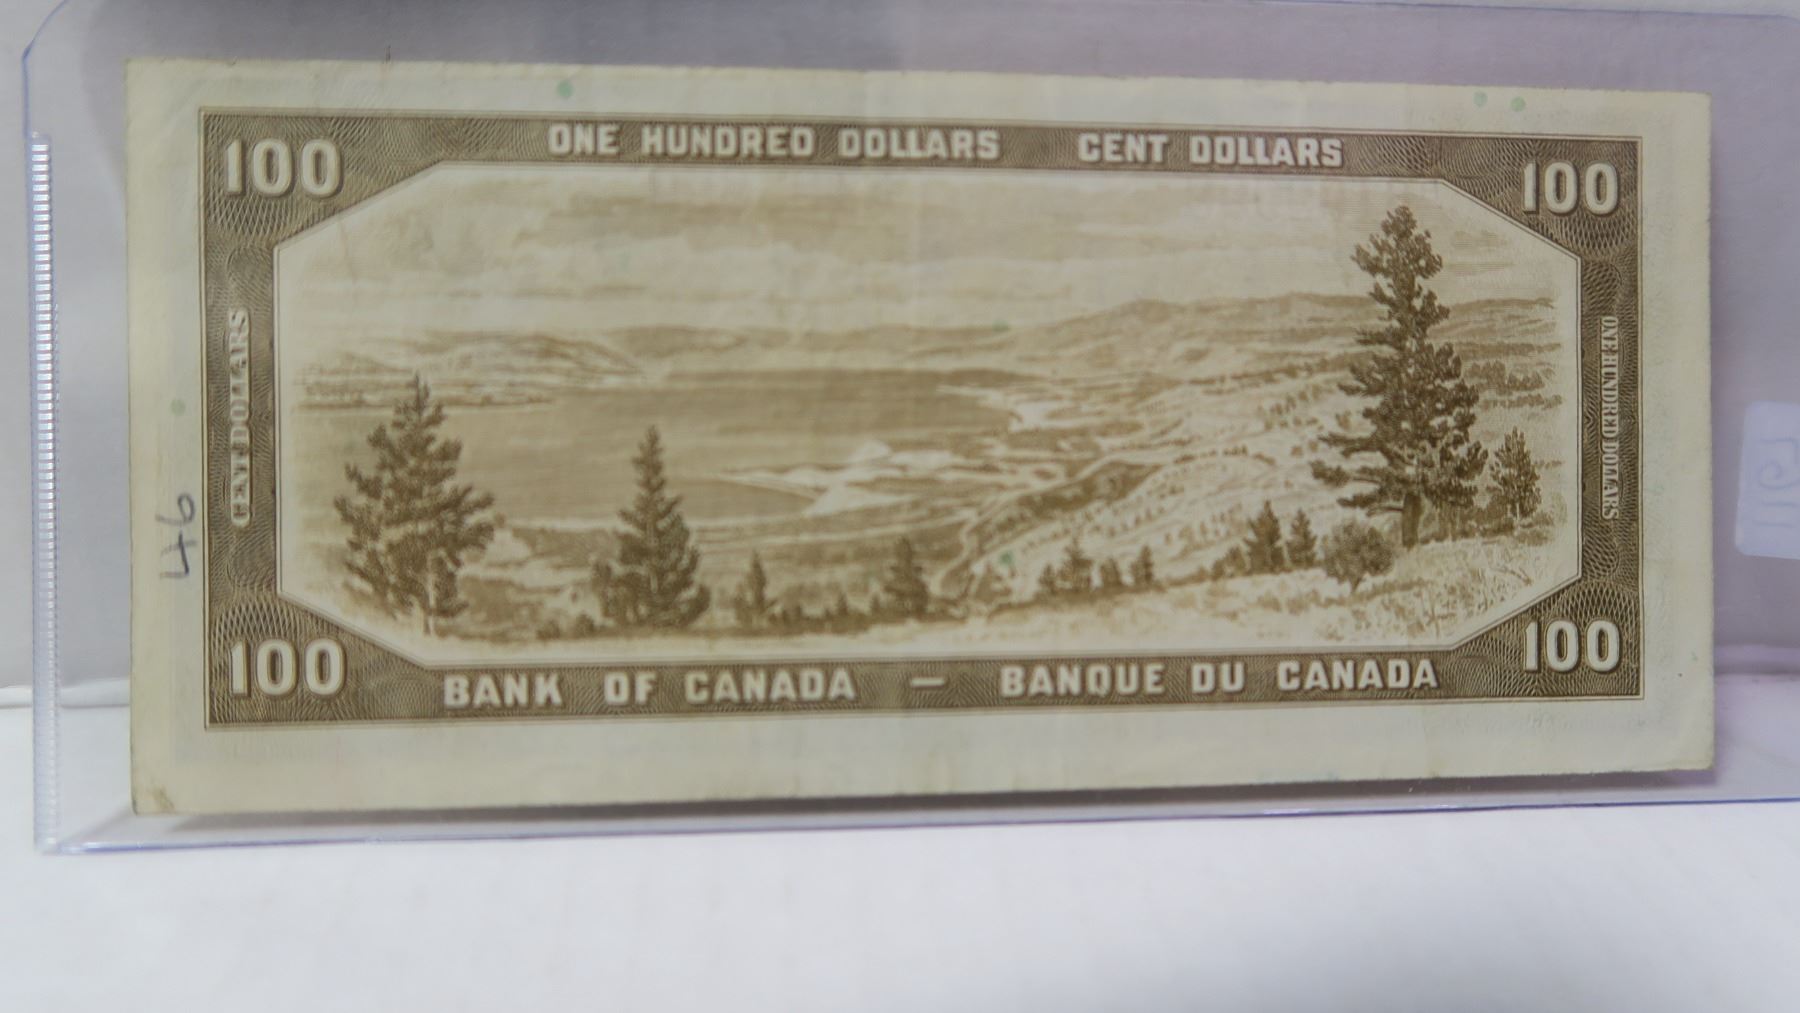 100 ONE HUNDRED DOLLARS CENT DOLLARS 100
CENT DOLLARS
ONE HUNDRED DOLLARS
46
100 BANK OF CANADA — BANQUE DU CANADA 100